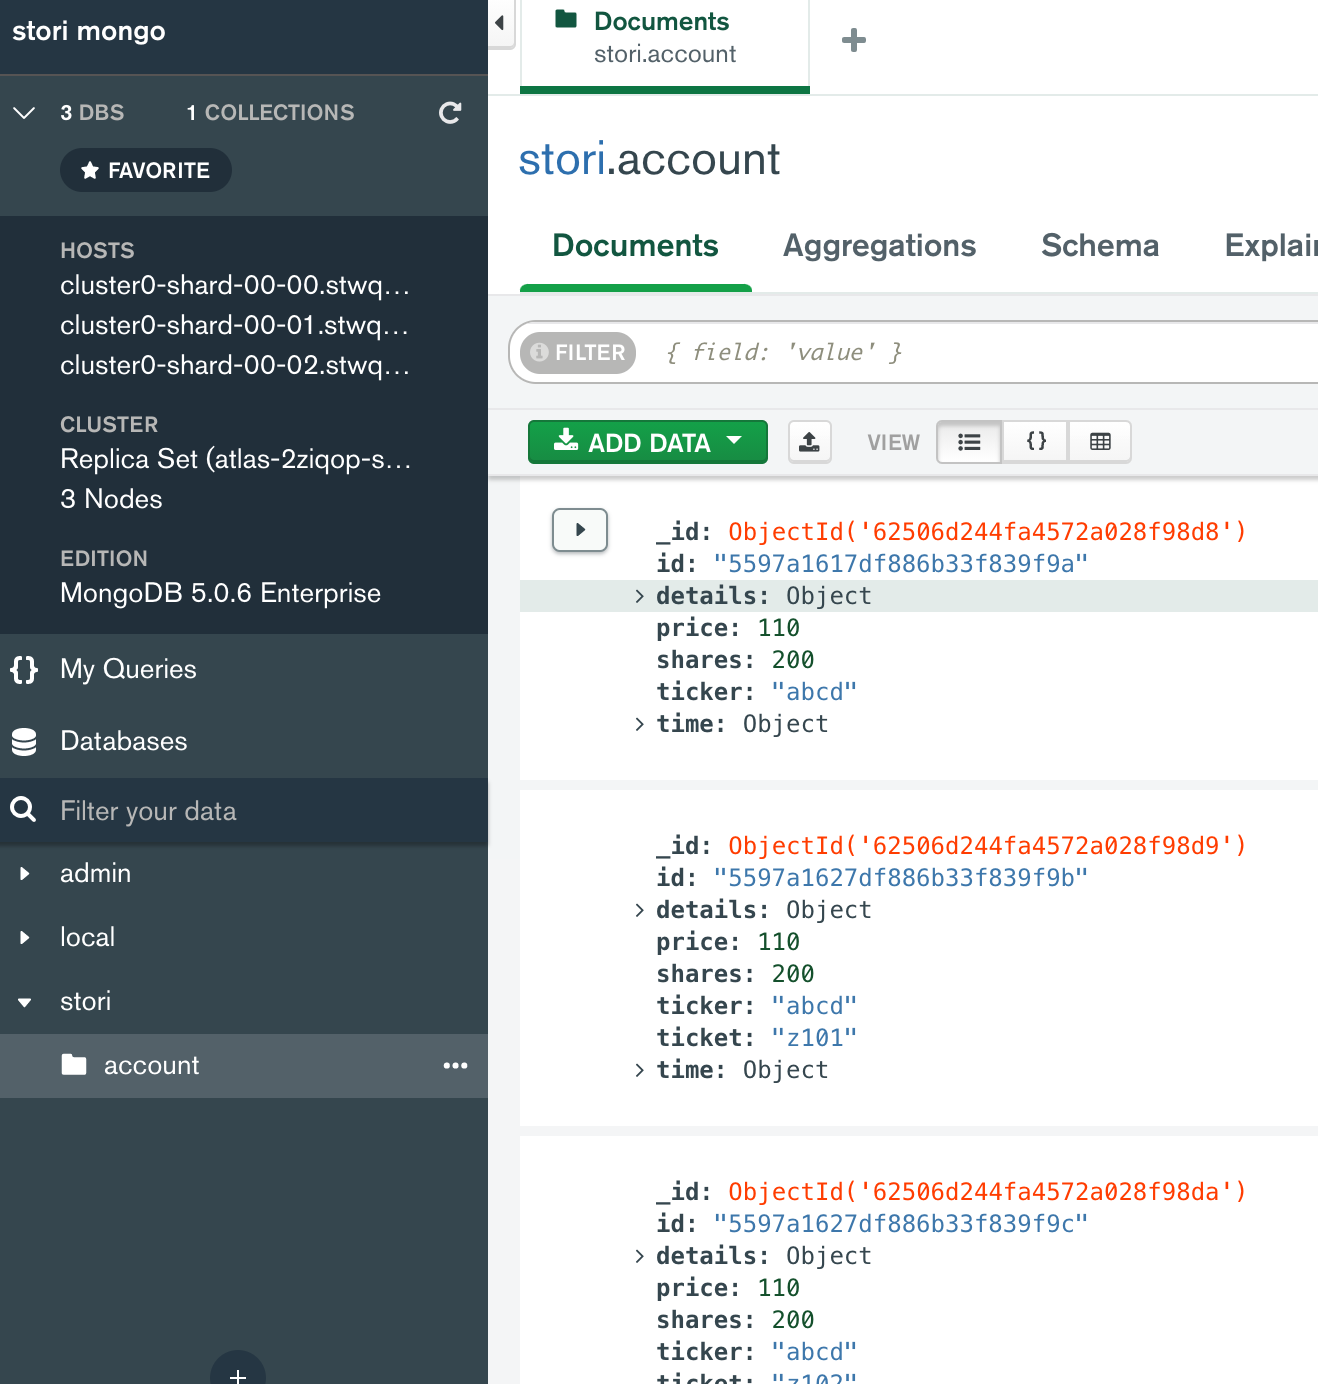 stori mongo
3 DBS 1 COLLECTIONS
FAVORITE
HOSTS
cluster0-shard-00-00.stwq...
cluster0-shard-00-01.stwq...
cluster0-shard-00-02.stwq...
CLUSTER
Replica Set (atlas-2ziqop-s...
3 Nodes
EDITION
MongoDB 5.0.6 Enterprise
{} My Queries
Databases
Filter your data
admin
local
stori
account
Documents
stori.account
stori.account
Documents Aggregations Schema Explai
FILTER { field: 'value' }
ADD DATA VIEW {}
_id: ObjectId('62506d244fa4572a028f98d8')
id: "5597a1617df886b33f839f9a"
> details: Object
price: 110
shares: 200
ticker: "abcd"
> time: Object
_id: ObjectId('62506d244fa4572a028f98d9')
id: "5597a1627df886b33f839f9b"
> details: Object
price: 110
shares: 200
ticker: "abcd"
ticket: "z101"
> time: Object
_id: ObjectId('62506d244fa4572a028f98da')
id: "5597a1627df886b33f839f9c"
> details: Object
price: 110
shares: 200
ticker: "abcd"
ticket: "z102"